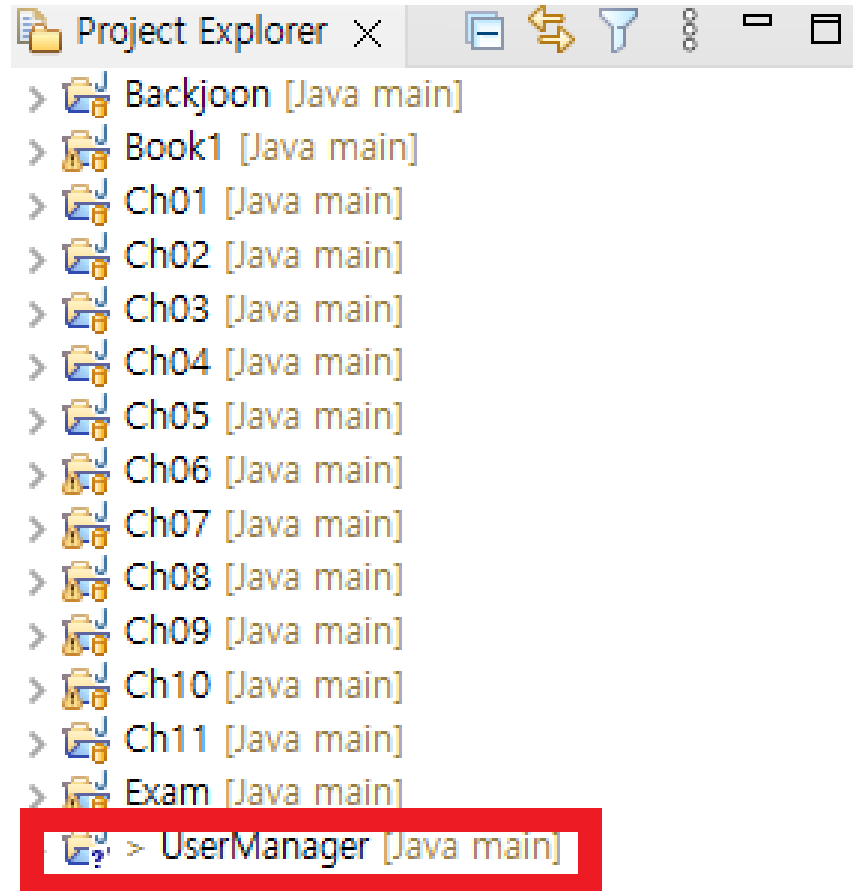 Project Explorer
Backjoon [Java main]
Book1 [Java main]
Ch01 [Java main]
Ch02 [Java main]
Ch03 [Java main]
Ch04 [Java main]
Ch05 [Java main]
Ch06 [Java main]
Ch07 [Java main]
Ch08 [Java main]
Ch09 [Java main]
Ch10 [Java main]
Ch11 [Java main]
Exam [Java main]
> UserManager [Java main]